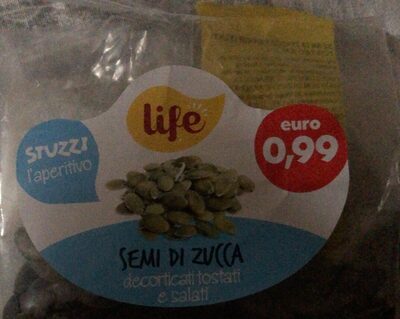 life
STUZZI
l'aperitivo
euro
0,99
SEMI DI ZUCCA
decorticati tostati
e salati